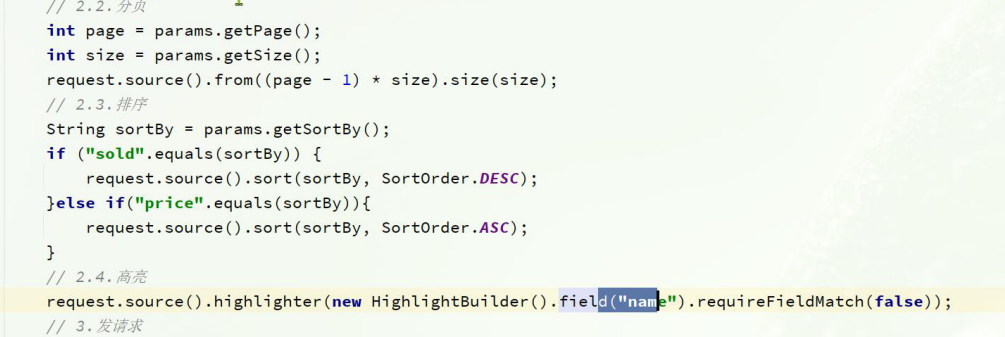 // 2.2.分页
int page = params.getPage();
int size = params.getSize();
request.source().from((page - 1) * size).size(size);
// 2.3.排序
String sortBy = params.getSortBy();
if ("sold".equals(sortBy)) {
    request.source().sort(sortBy, SortOrder.DESC);
}else if("price".equals(sortBy)){
    request.source().sort(sortBy, SortOrder.ASC);
}
// 2.4.高亮
request.source().highlighter(new HighlightBuilder().field("name").requireFieldMatch(false));
// 3.发请求